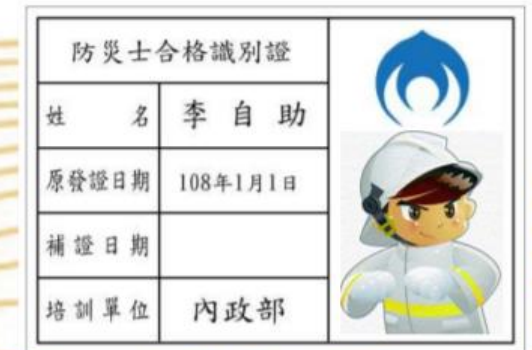 防災士合格識別證
姓 名 李自助
原發證日期 108年1月1日
補證日期
培訓單位 內政部